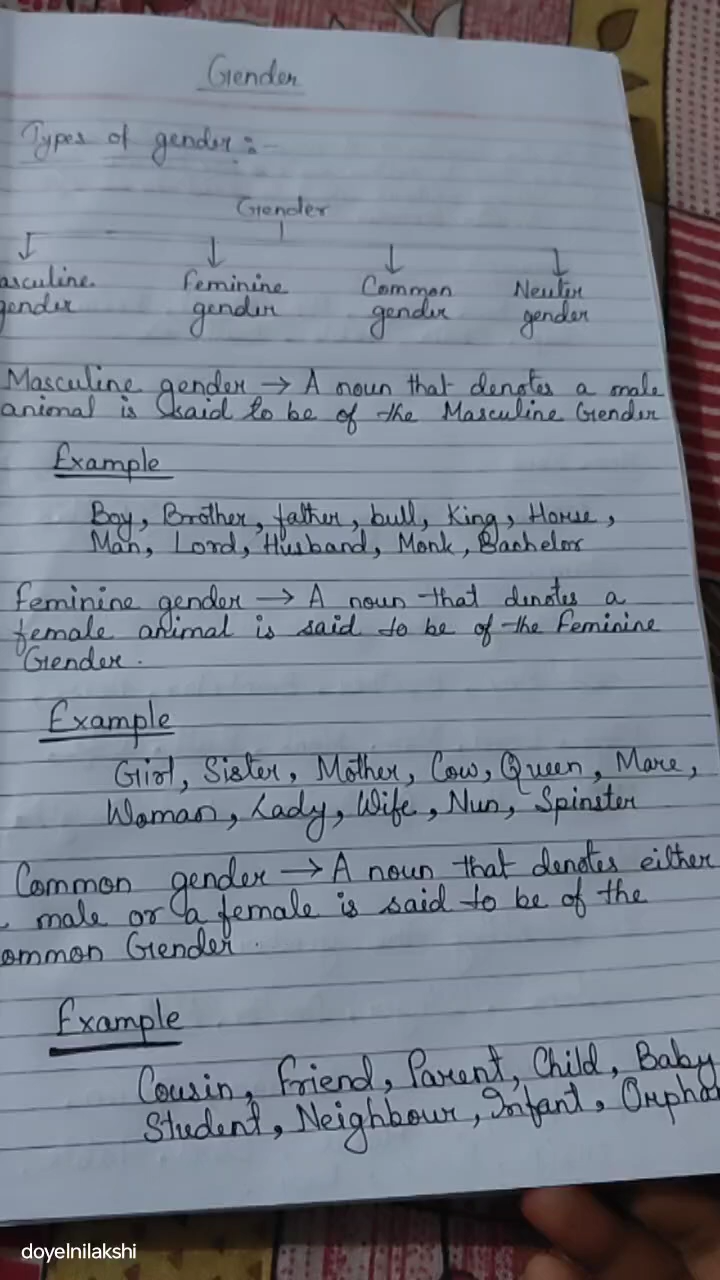 Gender
Types of gender :-
Gender
asculine Feminine Common Neuter
gender gender gender gender
Masculine gender → A noun that denotes a male
animal is said to be of the Masculine Gender
Example
Boy, Brother, father, bull, King, Horse,
Man, Lord, Husband, Monk, Bachelor
Feminine gender → A noun that denotes a
female animal is said to be of the Feminine
Gender.
Example
Girl, Sister, Mother, Cow, Queen, Mare,
Woman, Lady, Wife, Nun, Spinster
Common gender → A noun that denotes either
male or a female is said to be of the
ommon Gender.
Example
Cousin, Friend, Parent, Child, Baby
Student, Neighbour, Infant, Orpha
doyelnilakshi